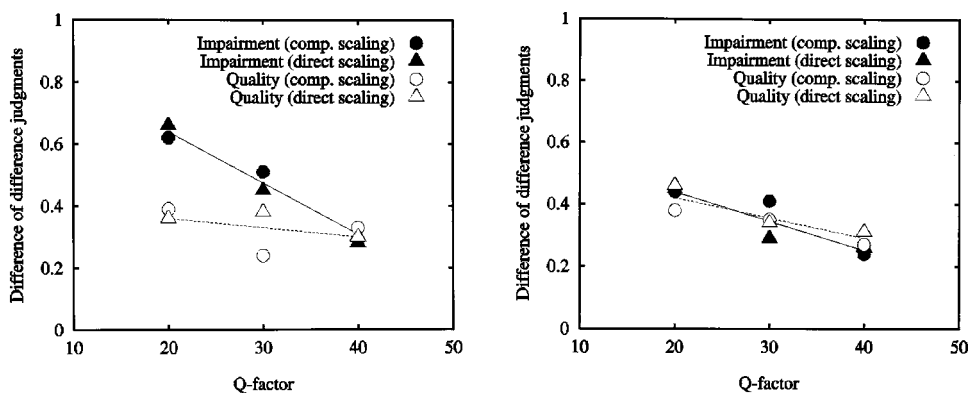 Difference of difference judgments
1
0.8
0.6
0.4
0.2
0
Impairment (comp. scaling)
Impairment (direct scaling)
Quality (comp. scaling)
Quality (direct scaling)
10 20 30 40 50
Q-factor
Difference of difference judgments
1
0.8
0.6
0.4
0.2
0
Impairment (comp. scaling)
Impairment (direct scaling)
Quality (comp. scaling)
Quality (direct scaling)
10 20 30 40 50
Q-factor